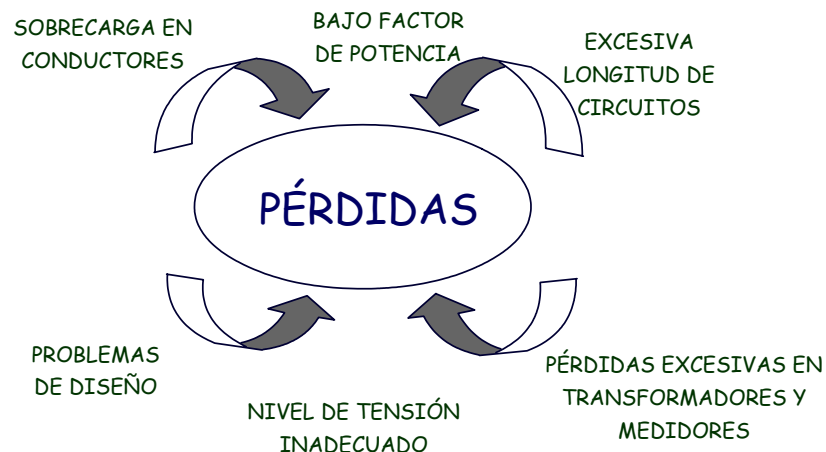 SOBRECARGA EN
CONDUCTORES
BAJO FACTOR
DE POTENCIA
EXCESIVA
LONGITUD DE
CIRCUITOS
PÉRDIDAS
PROBLEMAS
DE DISEÑO
NIVEL DE TENSIÓN
INADECUADO
PÉRDIDAS EXCESIVAS EN
TRANSFORMADORES Y
MEDIDORES